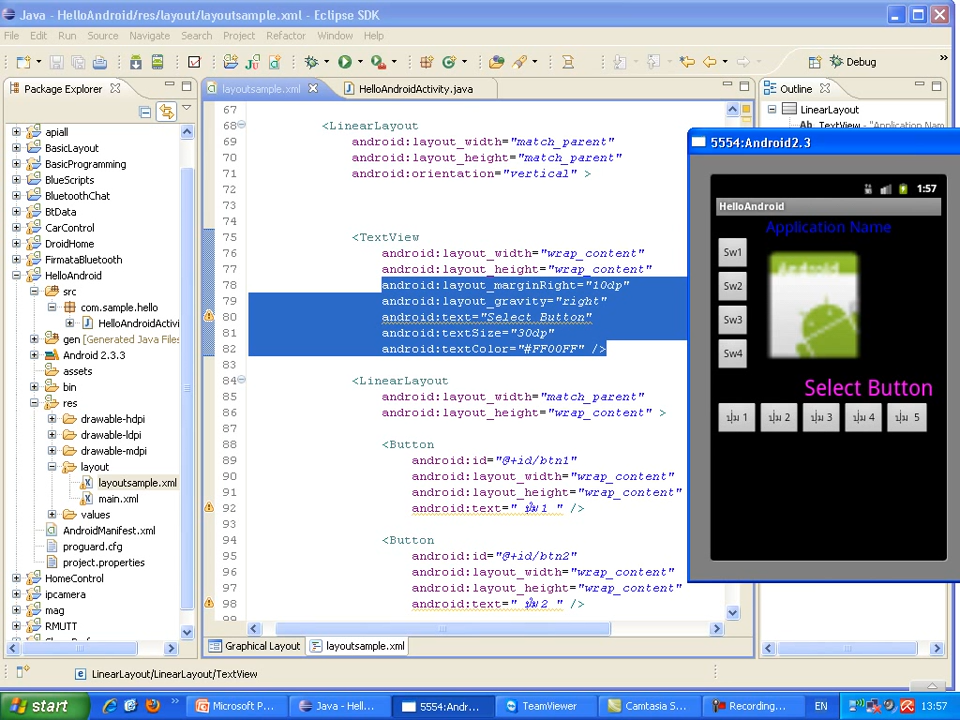 Java - HelloAndroid/res/layout/layoutsample.xml - Eclipse SDK
File Edit Run Source Navigate Search Project Refactor Window Help
Debug
Package Explorer
layoutsample.xml
HelloAndroidActivity.java
Outline
apiall
BasicLayout
BasicProgramming
BlueScripts
BluetoothChat
BtData
CarControl
DroidHome
FirmataBluetooth
HelloAndroid
src
com.sample.hello
HelloAndroidActivi
gen [Generated Java Files
Android 2.3.3
assets
bin
res
drawable-hdpi
drawable-ldpi
drawable-mdpi
layout
layoutsample.xml
main.xml
values
AndroidManifest.xml
proguard.cfg
project.properties
HomeControl
ipcamera
mag
RMUTT
67
68 <LinearLayout
69 android:layout_width="match_parent"
70 android:layout_height="match_parent"
71 android:orientation="vertical" >
72
73
74
75 <TextView
76 android:layout_width="wrap_content"
77 android:layout_height="wrap_content"
78 android:layout_marginRight="10dp"
79 android:layout_gravity="right"
80 android:text="Select Button"
81 android:textSize="30dp"
82 android:textColor="#FF00FF" />
83
84 <LinearLayout
85 android:layout_width="match_parent"
86 android:layout_height="wrap_content" >
87
88 <Button
89 android:id="@+id/btn1"
90 android:layout_width="wrap_content"
91 android:layout_height="wrap_content"
92 android:text=" ปุ่ม 1 " />
93
94 <Button
95 android:id="@+id/btn2"
96 android:layout_width="wrap_content"
97 android:layout_height="wrap_content"
98 android:text=" ปุ่ม 2 " />
99
Graphical Layout
layoutsample.xml
LinearLayout
TextView - "Application Nam
5554:Android2.3
1:57
HelloAndroid
Application Name
Sw1
Sw2
Sw3
Sw4
Android
Select Button
ปุ่ม 1 ปุ่ม 2 ปุ่ม 3 ปุ่ม 4 ปุ่ม 5
LinearLayout/LinearLayout/TextView
start
Microsoft P...
Java - Hell...
5554:Andr...
TeamViewer
Camtasia S...
Recording...
EN
13:57